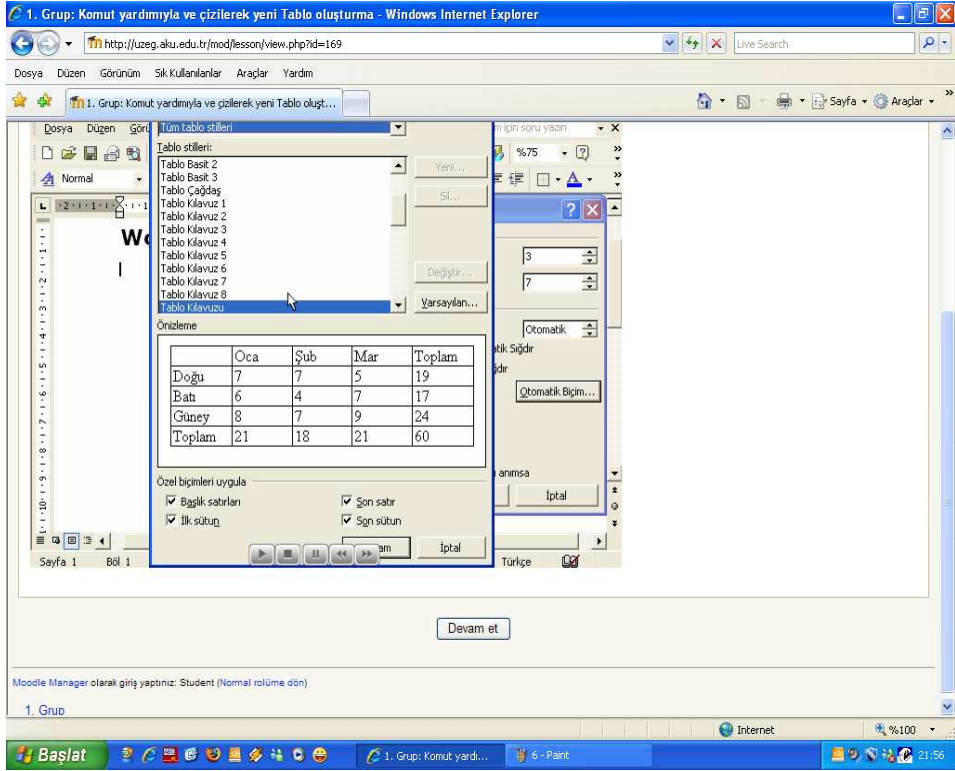 1. Grup: Komut yardımıyla ve çizilerek yeni Tablo oluşturma - Windows Internet Explorer
http://uzeg.aku.edu.tr/mod/lesson/view.php?id=169
Live Search
Dosya Düzen Görünüm Sık Kullanılanlar Araçlar Yardım
1. Grup: Komut yardımıyla ve çizilerek yeni Tablo oluşt...
Sayfa Araçlar
Dosya Düzen Görü
Tüm tablo stilleri
için soru yazın
Tablo stilleri:
%75
Normal
Tablo Basit 2
Tablo Basit 3
Tablo Çağdaş
Tablo Kılavuz 1
Tablo Kılavuz 2
Tablo Kılavuz 3
Tablo Kılavuz 4
Tablo Kılavuz 5
Tablo Kılavuz 6
Tablo Kılavuz 7
Tablo Kılavuz 8
Tablo Kılavuzu
Yeni...
Sil...
Değiştir...
Varsayılan...
Wo
3
7
Otomatik
tik Sığdır
ğdır
Otomatik Biçim...
anımsa
İptal
Önizleme
Oca Şub Mar Toplam
Doğu 7 7 5 19
Batı 6 4 7 17
Güney 8 7 9 24
Toplam 21 18 21 60
Özel biçimleri uygula
Başlık satırları Son satır
İlk sütun Son sütun
am İptal
Sayfa 1 Böl 1 Türkçe
Devam et
Moodle Manager olarak giriş yaptınız: Student (Normal rolüme dön)
1. Grup
Internet %100
Başlat 1. Grup: Komut yardı... 6 - Paint 21:56